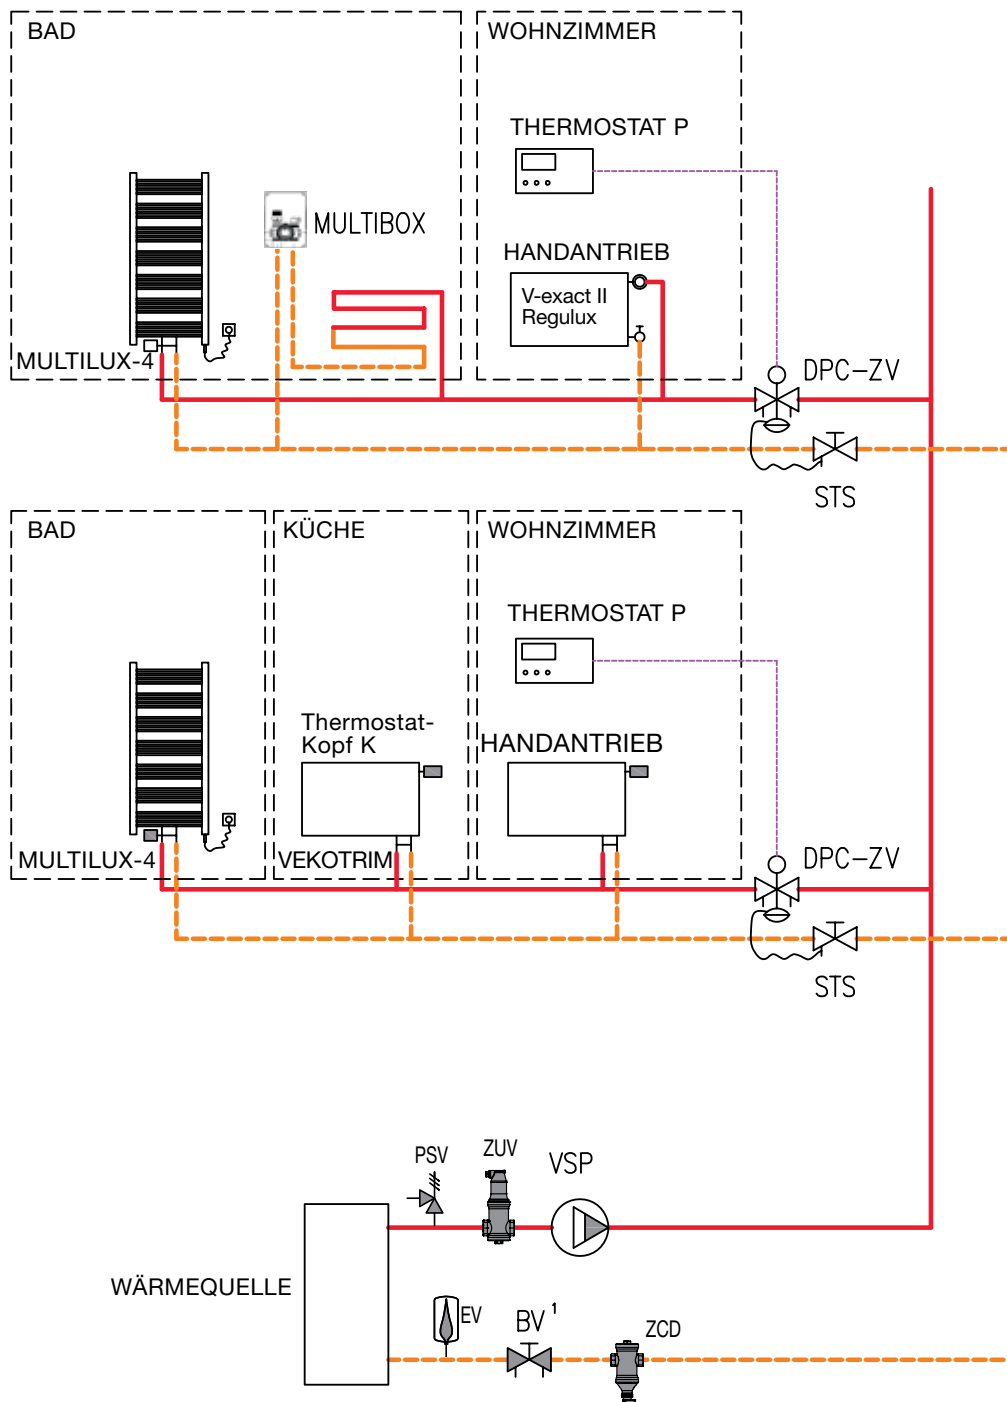 BAD
WOHNZIMMER
THERMOSTAT P
MULTIBOX
HANDANTRIEB
V-exact II
Regulux
MULTILUX-4
DPC-ZV
STS
BAD
KÜCHE
WOHNZIMMER
THERMOSTAT P
Thermostat-
Kopf K
HANDANTRIEB
MULTILUX-4
VEKOTRIM
DPC-ZV
STS
PSV
ZUV
VSP
WÄRMEQUELLE
EV
BV 1
ZCD